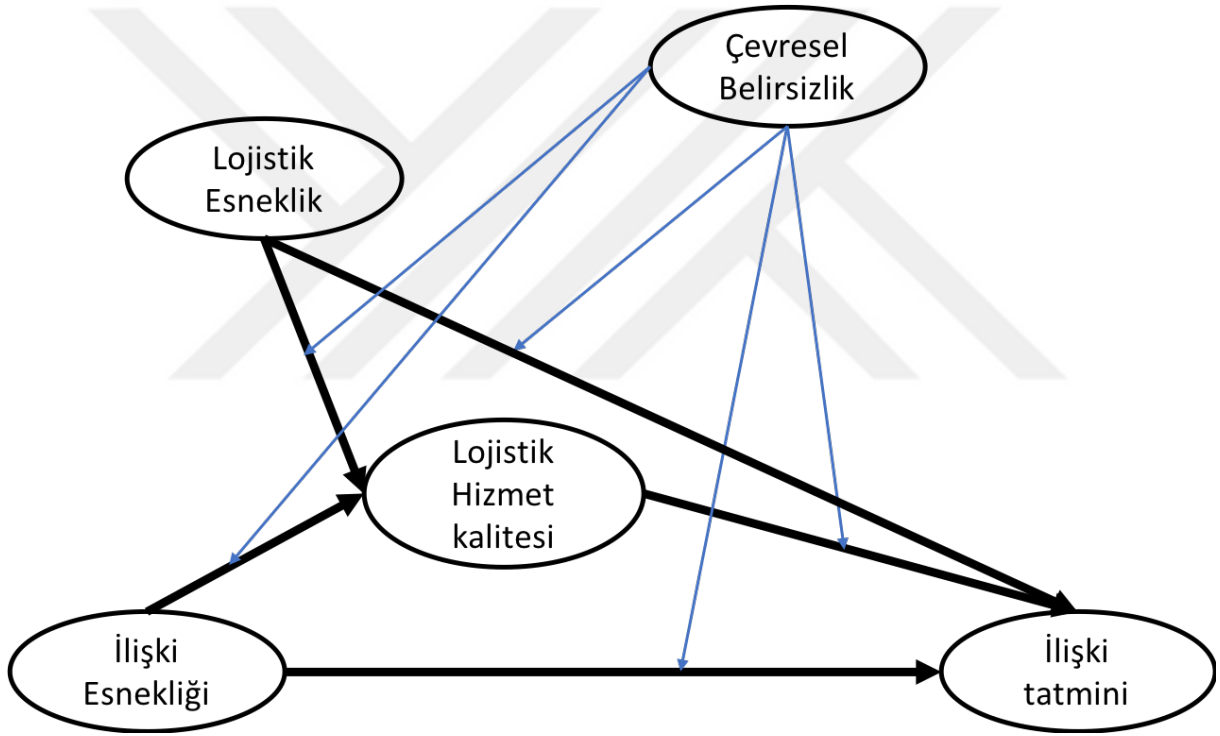 Çevresel
Belirsizlik
Lojistik
Esneklik
Lojistik
Hizmet
kalitesi
İlişki
Esnekliği
İlişki
tatmini